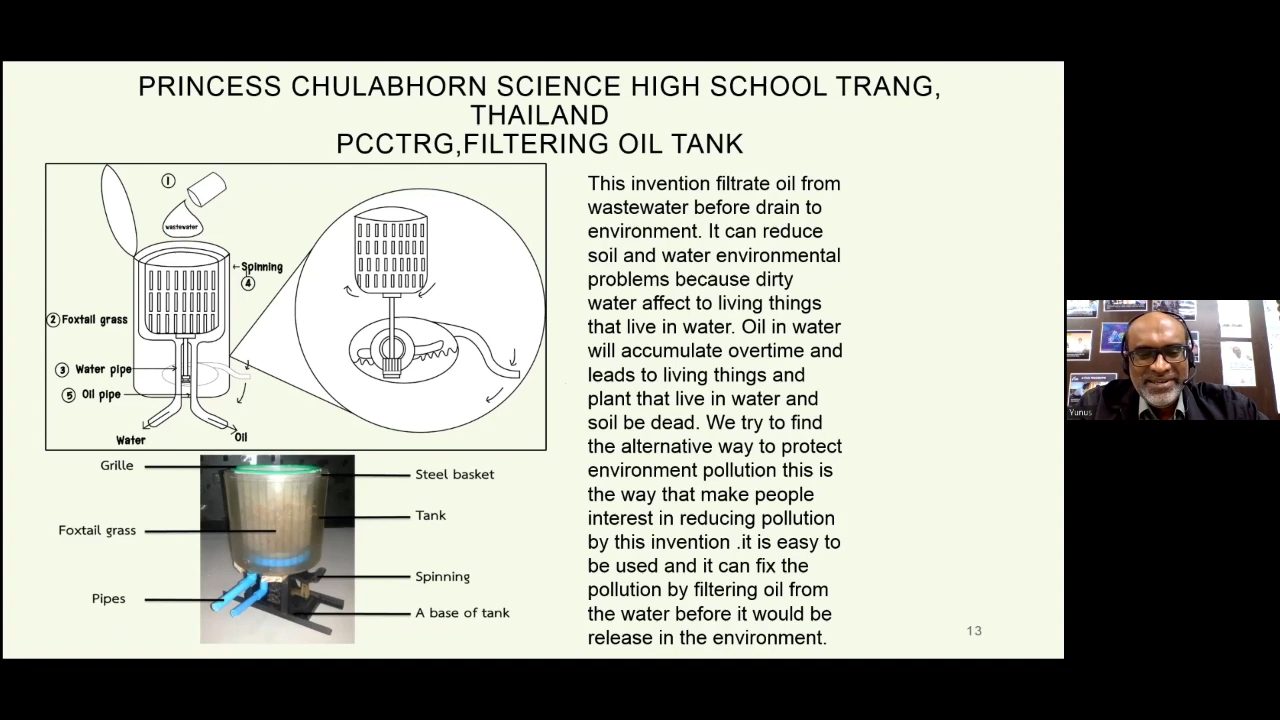 PRINCESS CHULABHORN SCIENCE HIGH SCHOOL TRANG,
THAILAND
PCCTRG,FILTERING OIL TANK
1
wastewater
Spinning
4
2 Foxtail grass
3 Water pipe
5 Oil pipe
Water
Oil
Grille
Steel basket
Tank
Foxtail grass
Spinning
Pipes
A base of tank
This invention filtrate oil from
wastewater before drain to
environment. It can reduce
soil and water environmental
problems because dirty
water affect to living things
that live in water. Oil in water
will accumulate overtime and
leads to living things and
plant that live in water and
soil be dead. We try to find
the alternative way to protect
environment pollution this is
the way that make people
interest in reducing pollution
by this invention .it is easy to
be used and it can fix the
pollution by filtering oil from
the water before it would be
release in the environment.
13
Yunus